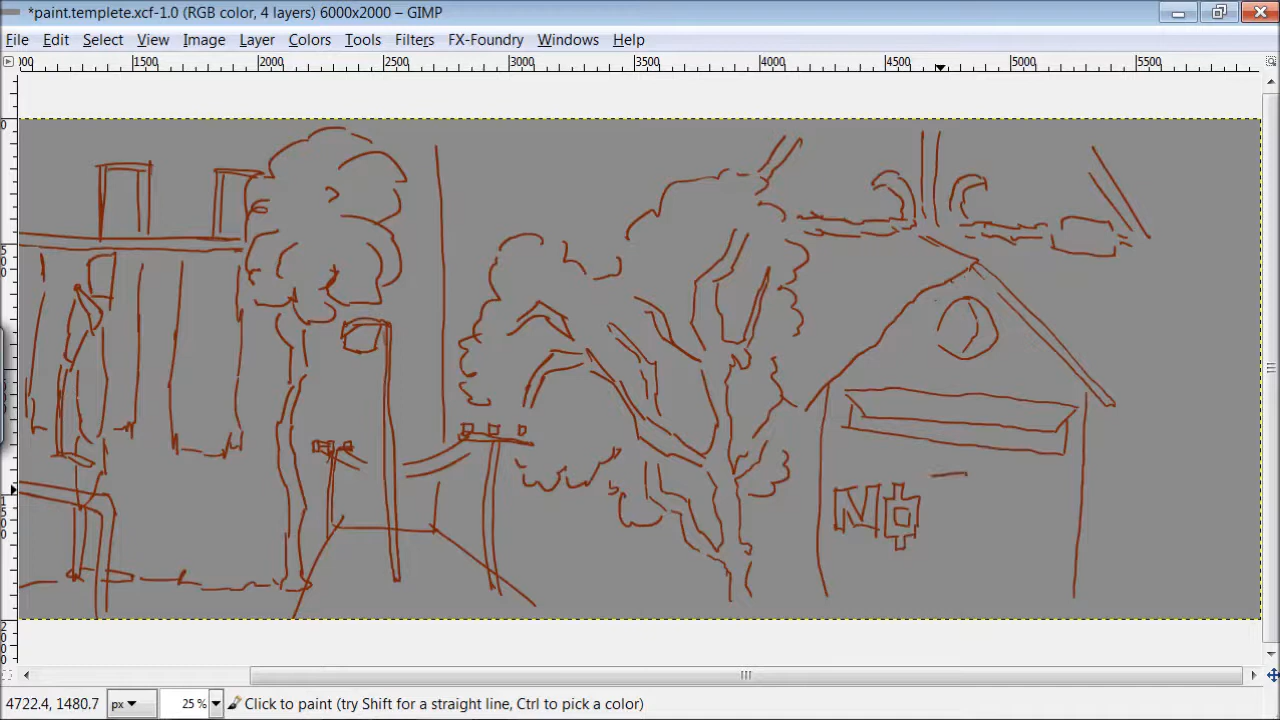 *paint.templete.xcf-1.0 (RGB color, 4 layers) 6000x2000 – GIMP
File Edit Select View Image Layer Colors Tools Filters FX-Foundry Windows Help
1500 2000 2500 3000 3500 4000 4500 5000 5500
4722.4, 1480.7 px 25 % Click to paint (try Shift for a straight line, Ctrl to pick a color)